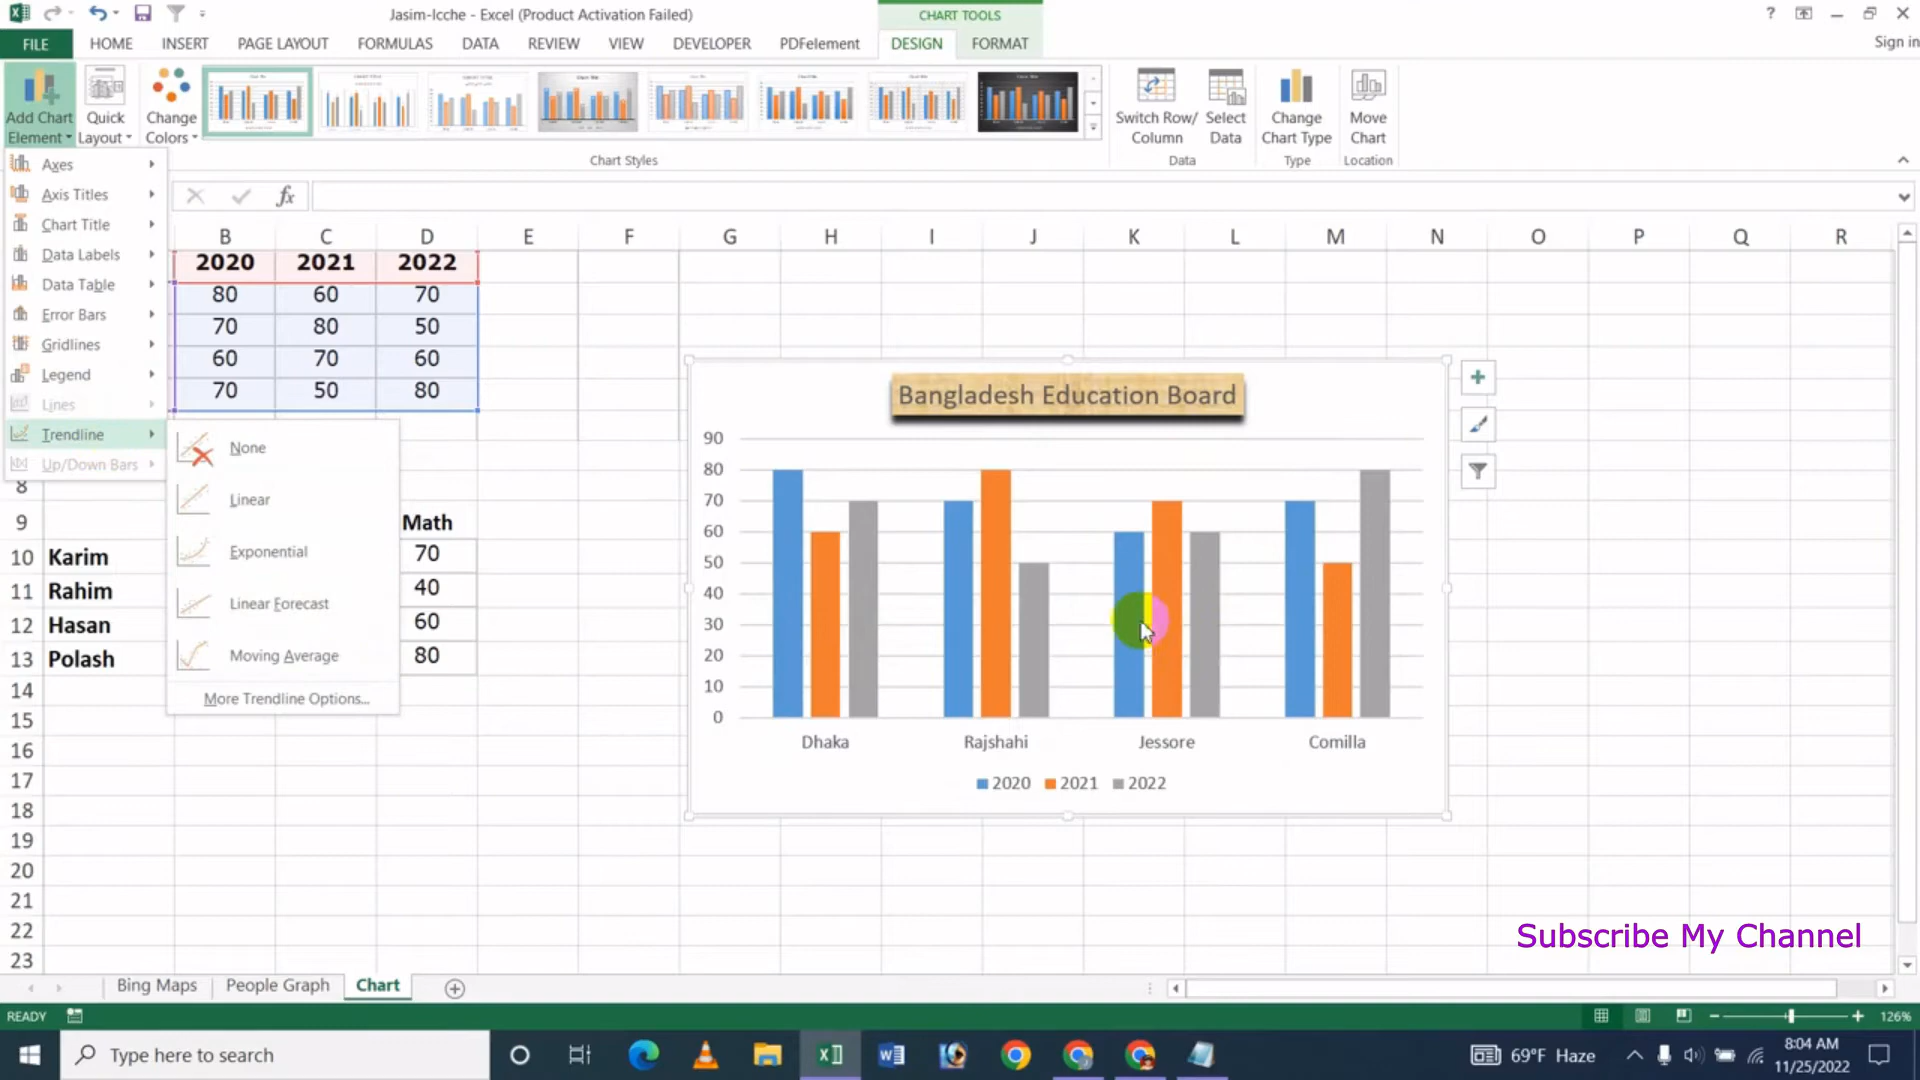 Jasim-Icche - Excel (Product Activation Failed)
CHART TOOLS
?
FILE HOME INSERT PAGE LAYOUT FORMULAS DATA REVIEW VIEW DEVELOPER PDFelement DESIGN FORMAT
Sign in
Add Chart Element
Quick Layout
Change Colors
Switch Row/ Column
Select Data
Change Chart Type
Move Chart
Chart Styles
Data
Type
Location
Axes
Axis Titles
Chart Title
Data Labels
Data Table
Error Bars
Gridlines
Legend
Lines
Trendline
Up/Down Bars
None
Linear
Exponential
Linear Forecast
Moving Average
More Trendline Options...
fx
B C D E F G H I J K L M N O P Q R
2020 2021 2022
80 60 70
70 80 50
60 70 60
70 50 80
8
9 Math
10 Karim 70
11 Rahim 40
12 Hasan 60
13 Polash 80
14
15
16
17
18
19
20
21
22
23
Bangladesh Education Board
90
80
70
60
50
40
30
20
10
0
Dhaka Rajshahi Jessore Comilla
2020 2021 2022
Subscribe My Channel
Bing Maps People Graph Chart
READY
126%
Type here to search
69°F Haze
8:04 AM
11/25/2022